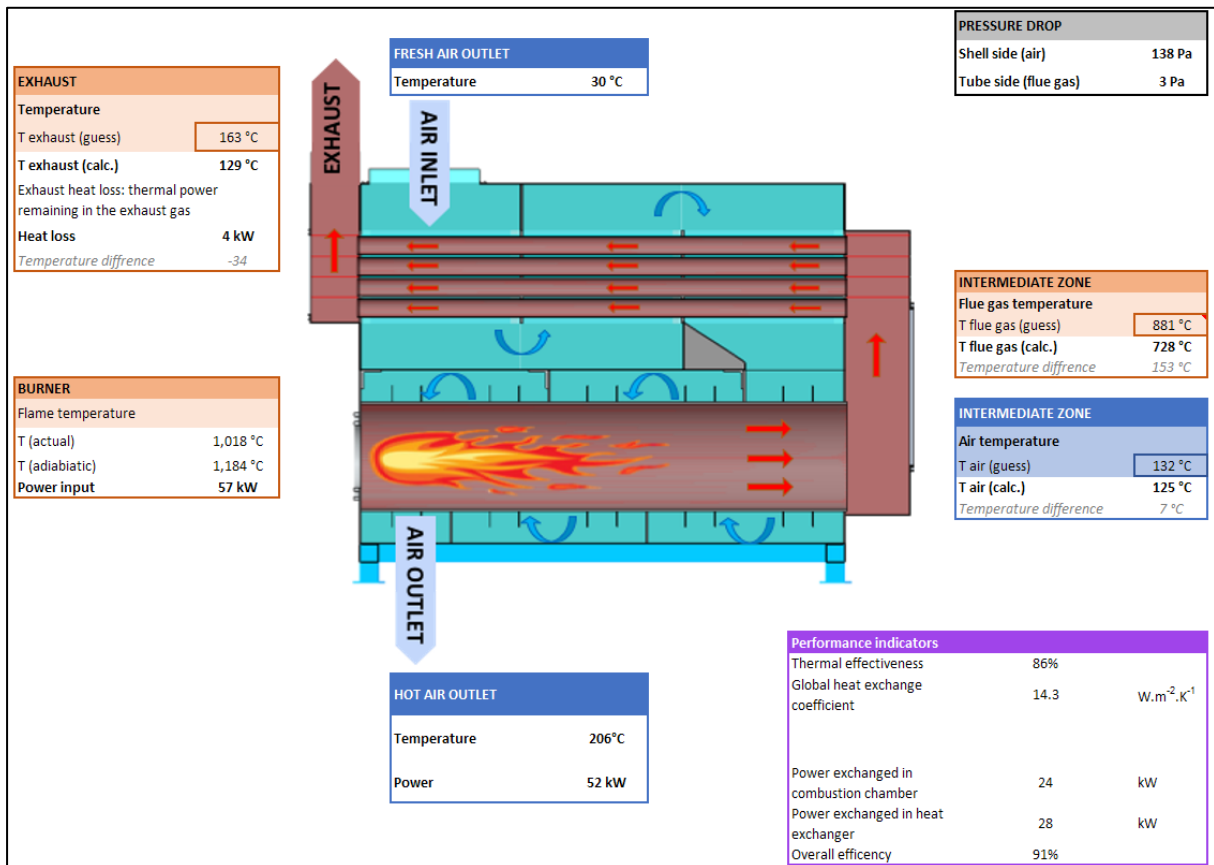 PRESSURE DROP
Shell side (air) 138 Pa
Tube side (flue gas) 3 Pa
FRESH AIR OUTLET
Temperature 30 °C
EXHAUST
Temperature
T exhaust (guess) 163 °C
T exhaust (calc.) 129 °C
Exhaust heat loss: thermal power
remaining in the exhaust gas
Heat loss 4 kW
Temperature diffrence -34
EXHAUST
AIR INLET
INTERMEDIATE ZONE
Flue gas temperature
T flue gas (guess) 881 °C
T flue gas (calc.) 728 °C
Temperature diffrence 153 °C
BURNER
Flame temperature
T (actual) 1,018 °C
T (adiabiatic) 1,184 °C
Power input 57 kW
INTERMEDIATE ZONE
Air temperature
T air (guess) 132 °C
T air (calc.) 125 °C
Temperature difference 7 °C
AIR OUTLET
HOT AIR OUTLET
Temperature 206°C
Power 52 kW
Performance indicators
Thermal effectiveness 86%
Global heat exchange
coefficient 14.3 W.m⁻².K⁻¹
Power exchanged in
combustion chamber 24 kW
Power exchanged in heat
exchanger 28 kW
Overall efficency 91%